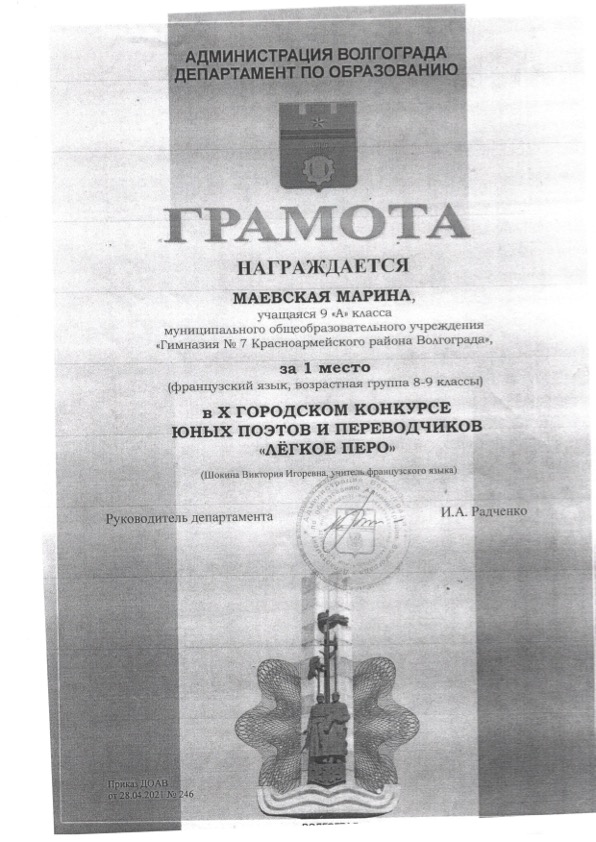 АДМИНИСТРАЦИЯ ВОЛГОГРАДА
ДЕПАРТАМЕНТ ПО ОБРАЗОВАНИЮ
ГРАМОТА
НАГРАЖДАЕТСЯ
МАЕВСКАЯ МАРИНА,
учащаяся 9 «А» класса
муниципального общеобразовательного учреждения
«Гимназия № 7 Красноармейского района Волгограда»,
за 1 место
(французский язык, возрастная группа 8-9 классы)
в X ГОРОДСКОМ КОНКУРСЕ
ЮНЫХ ПОЭТОВ И ПЕРЕВОДЧИКОВ
«ЛЁГКОЕ ПЕРО»
(Шокина Виктория Игоревна, учитель французского языка)
Руководитель департамента
И.А. Радченко
Приказ ДОАВ
от 28.04.2021 № 246